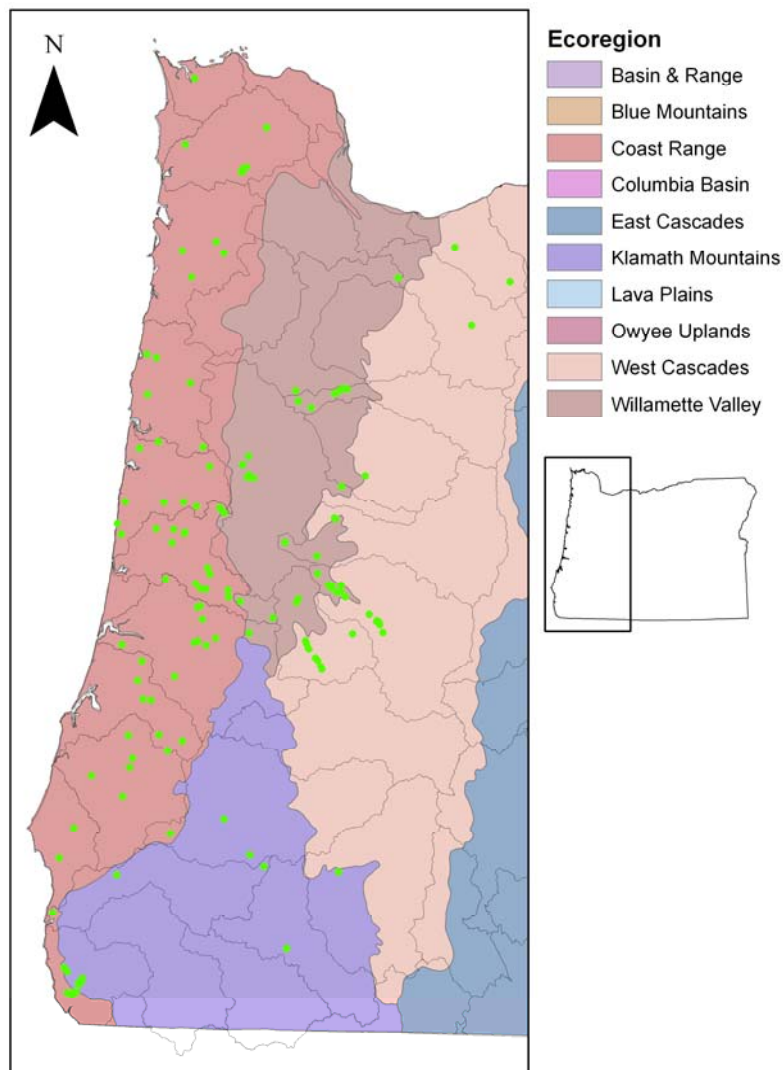 N
Ecoregion
Basin & Range
Blue Mountains
Coast Range
Columbia Basin
East Cascades
Klamath Mountains
Lava Plains
Owyee Uplands
West Cascades
Willamette Valley